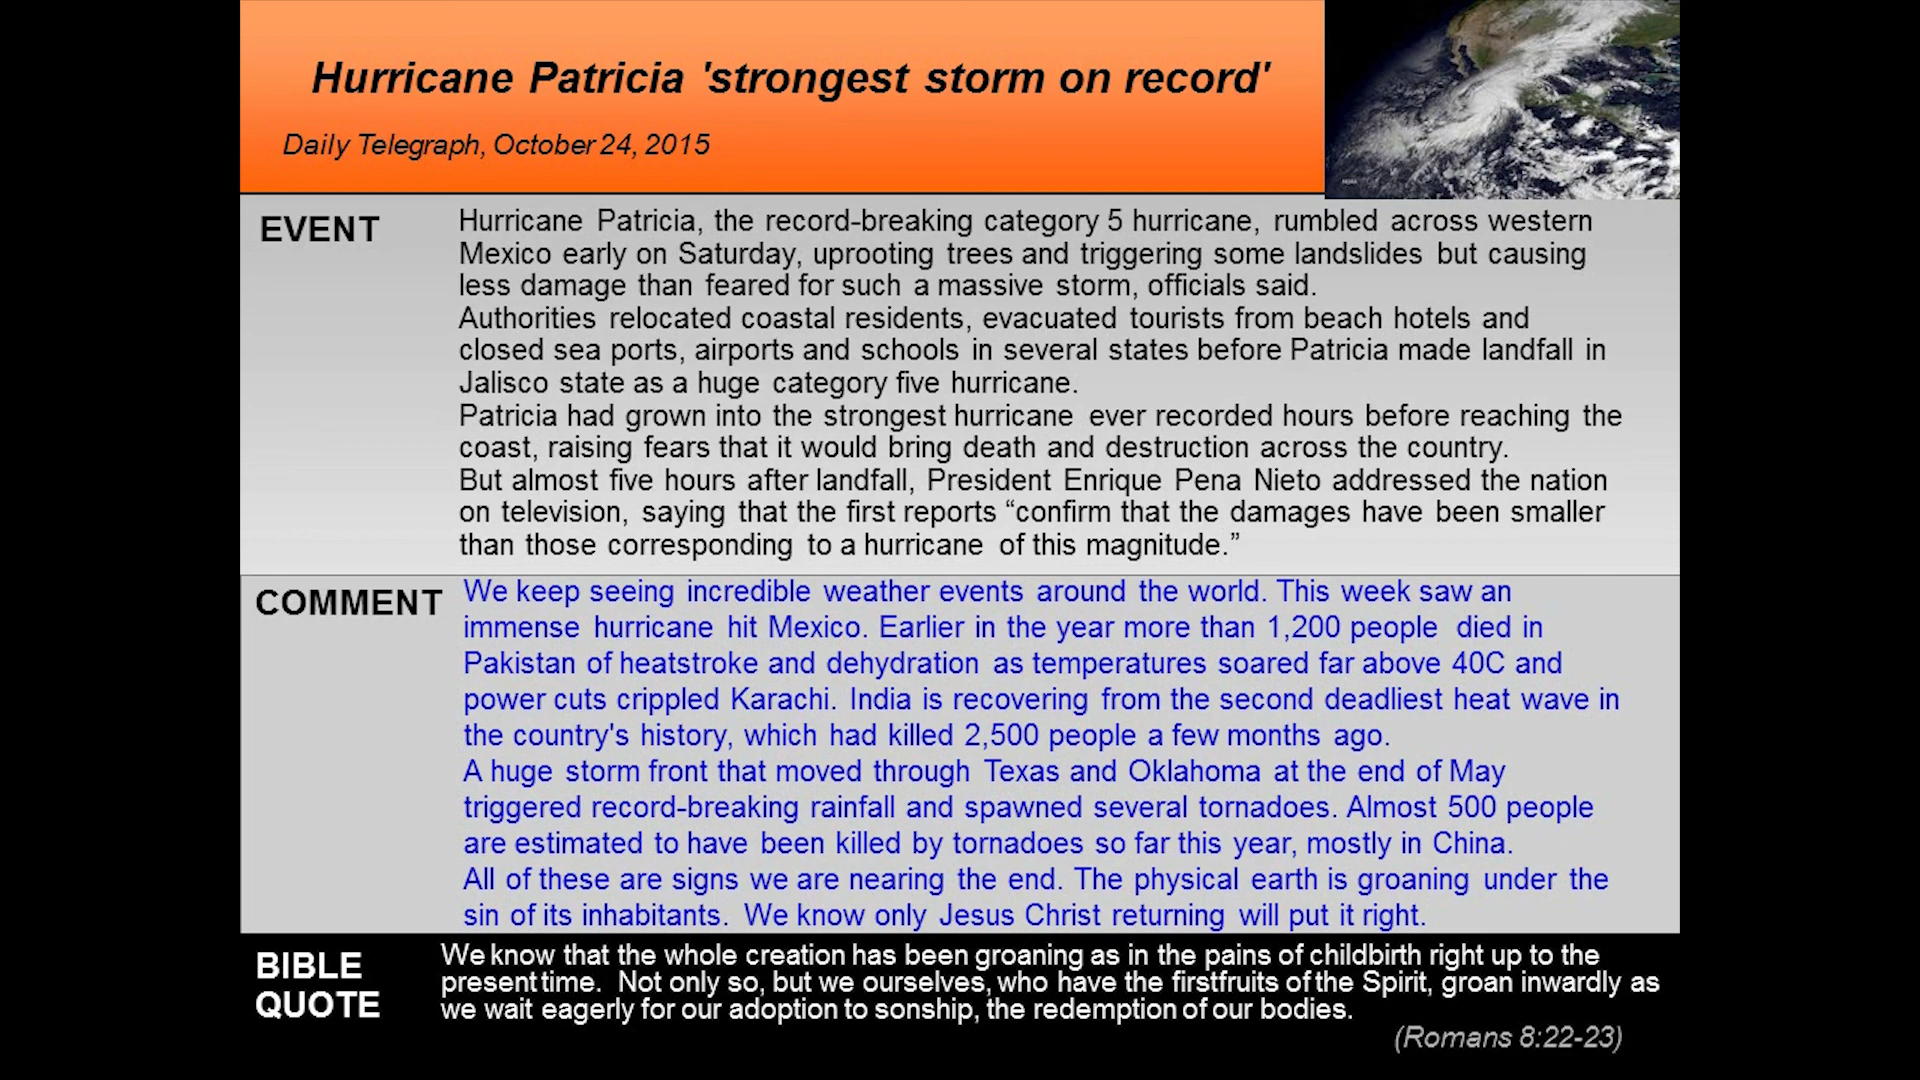 Hurricane Patricia 'strongest storm on record'
Daily Telegraph, October 24, 2015
EVENT
Hurricane Patricia, the record-breaking category 5 hurricane, rumbled across western
Mexico early on Saturday, uprooting trees and triggering some landslides but causing
less damage than feared for such a massive storm, officials said.
Authorities relocated coastal residents, evacuated tourists from beach hotels and
closed sea ports, airports and schools in several states before Patricia made landfall in
Jalisco state as a huge category five hurricane.
Patricia had grown into the strongest hurricane ever recorded hours before reaching the
coast, raising fears that it would bring death and destruction across the country.
But almost five hours after landfall, President Enrique Pena Nieto addressed the nation
on television, saying that the first reports “confirm that the damages have been smaller
than those corresponding to a hurricane of this magnitude.”
COMMENT
We keep seeing incredible weather events around the world. This week saw an
immense hurricane hit Mexico. Earlier in the year more than 1,200 people died in
Pakistan of heatstroke and dehydration as temperatures soared far above 40C and
power cuts crippled Karachi. India is recovering from the second deadliest heat wave in
the country's history, which had killed 2,500 people a few months ago.
A huge storm front that moved through Texas and Oklahoma at the end of May
triggered record-breaking rainfall and spawned several tornadoes. Almost 500 people
are estimated to have been killed by tornadoes so far this year, mostly in China.
All of these are signs we are nearing the end. The physical earth is groaning under the
sin of its inhabitants. We know only Jesus Christ returning will put it right.
BIBLE
QUOTE
We know that the whole creation has been groaning as in the pains of childbirth right up to the
present time. Not only so, but we ourselves, who have the firstfruits of the Spirit, groan inwardly as
we wait eagerly for our adoption to sonship, the redemption of our bodies.
(Romans 8:22-23)